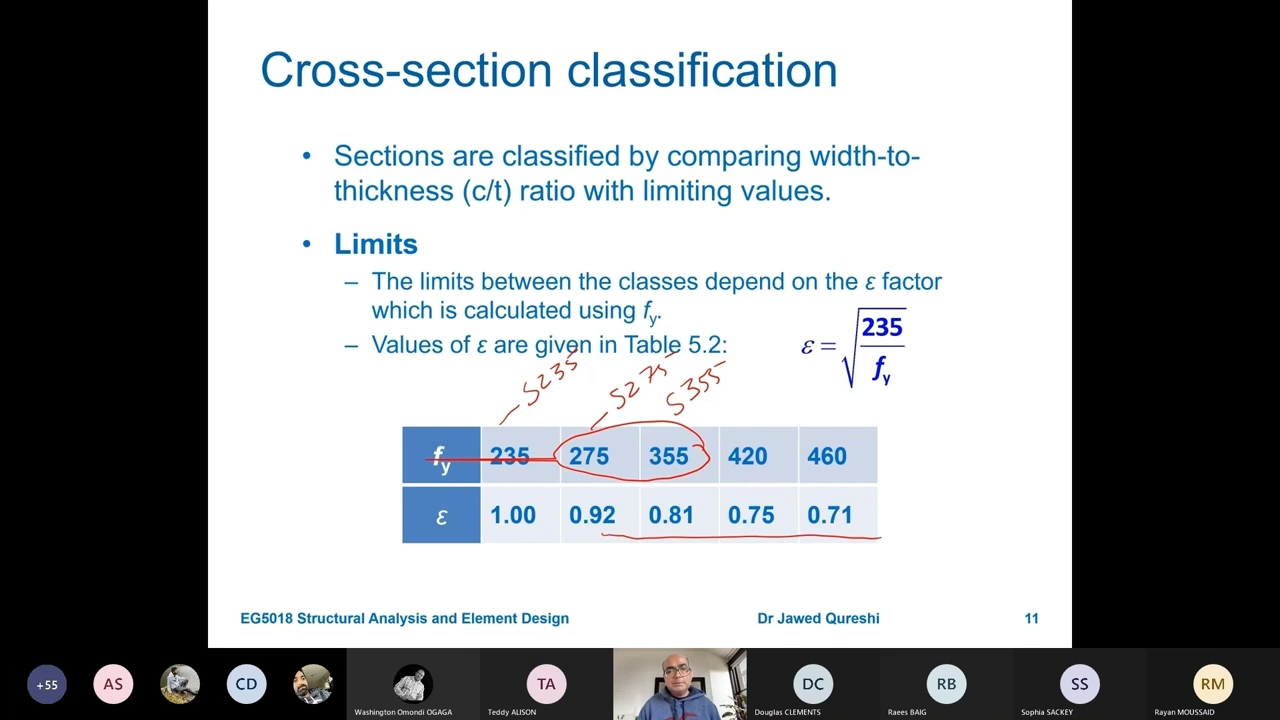 Cross-section classification
• Sections are classified by comparing width-to-
thickness (c/t) ratio with limiting values.
• Limits
– The limits between the classes depend on the ε factor
which is calculated using fy.
– Values of ε are given in Table 5.2:
ε = √235/fy
S235 S275 S355
fy 235 275 355 420 460
ε 1.00 0.92 0.81 0.75 0.71
EG5018 Structural Analysis and Element Design Dr Jawed Qureshi 11
+55 AS CD TA DC RB SS RM
Washington Omondi OGAGA Teddy ALISON Douglas CLEMENTS Raees BAIG Sophia SACKEY Rayan MOUSSAID